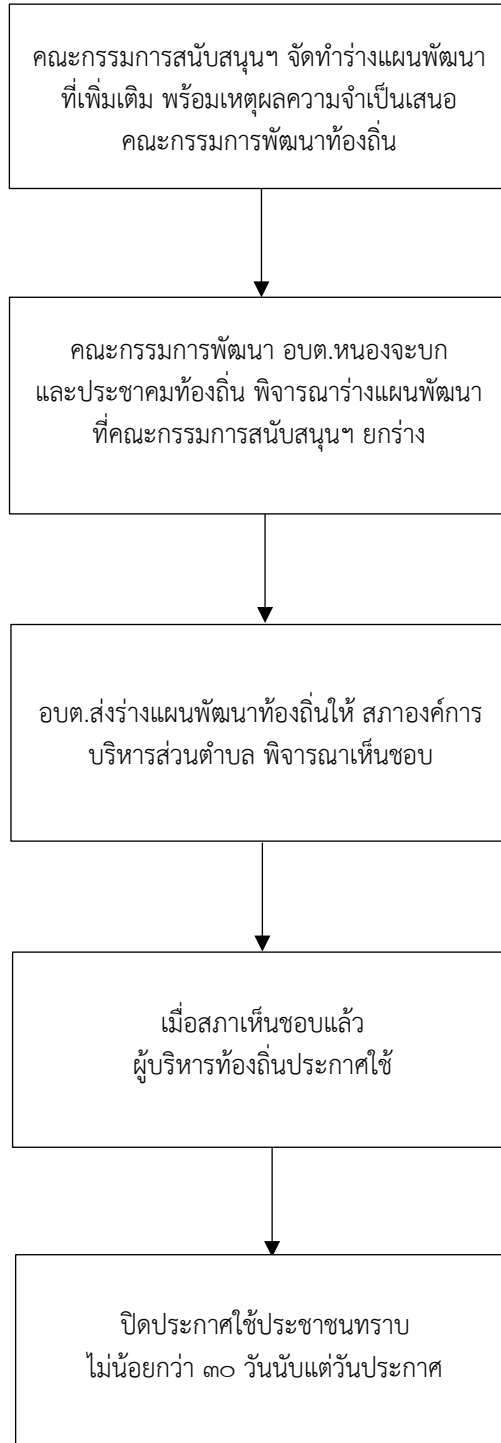 คณะกรรมการสนับสนุนฯ จัดทำร่างแผนพัฒนา
ที่เพิ่มเติม พร้อมเหตุผลความจำเป็นเสนอ
คณะกรรมการพัฒนาท้องถิ่น
คณะกรรมการพัฒนา อบต.หนองจะบก
และประชาคมท้องถิ่น พิจารณาร่างแผนพัฒนา
ที่คณะกรรมการสนับสนุนฯ ยกร่าง
อบต.ส่งร่างแผนพัฒนาท้องถิ่นให้ สภาองค์การ
บริหารส่วนตำบล พิจารณาเห็นชอบ
เมื่อสภาเห็นชอบแล้ว
ผู้บริหารท้องถิ่นประกาศใช้
ปิดประกาศใช้ประชาชนทราบ
ไม่น้อยกว่า ๓๐ วันนับแต่วันประกาศ